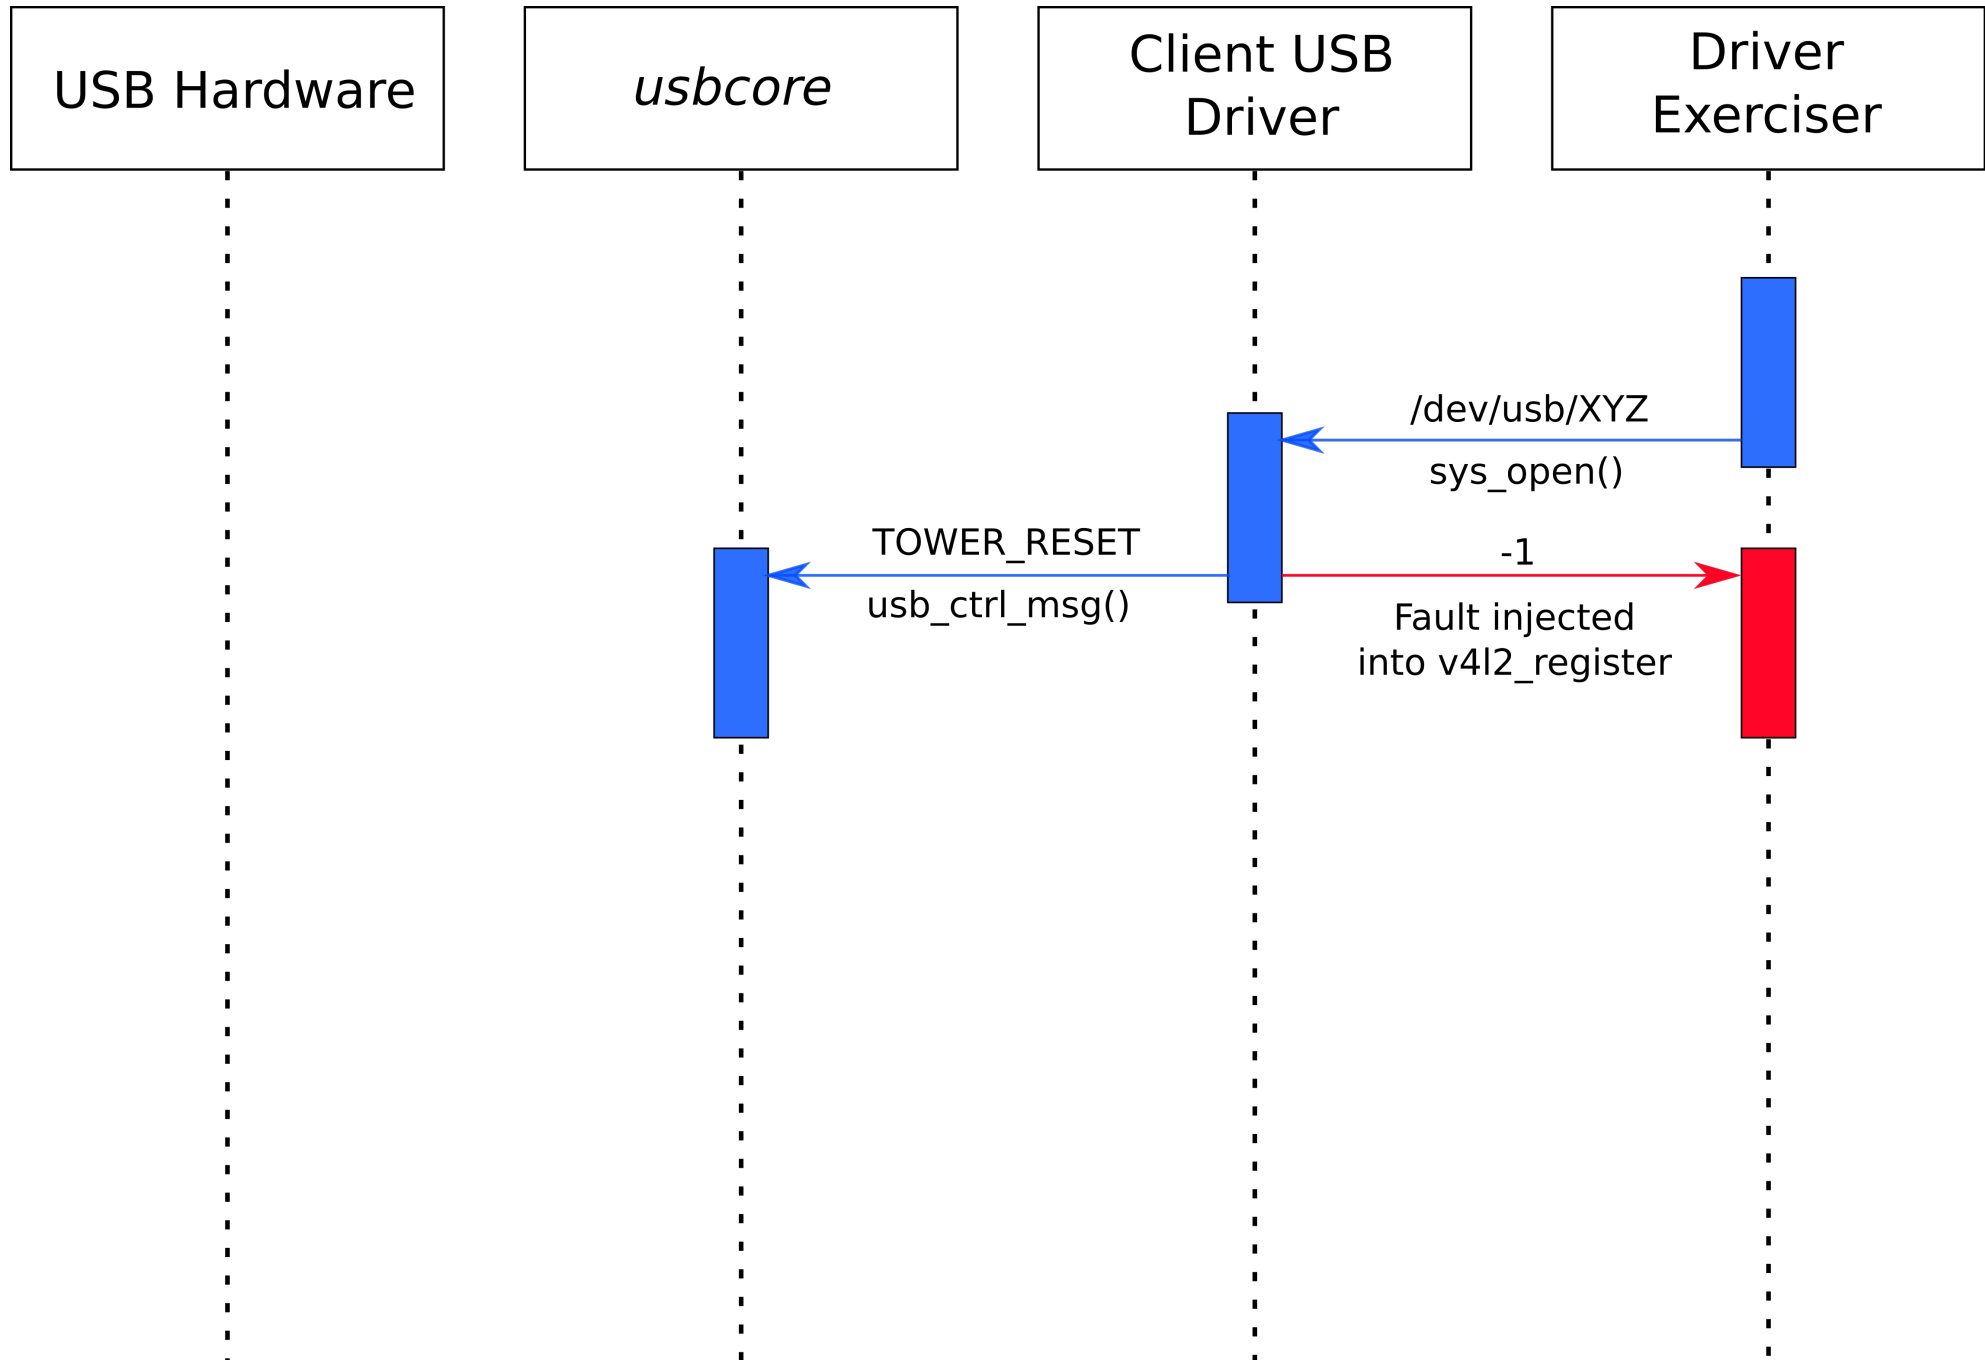 USB Hardware
usbcore
Client USB
Driver
Driver
Exerciser
/dev/usb/XYZ
sys_open()
TOWER_RESET
usb_ctrl_msg()
-1
Fault injected
into v4l2_register